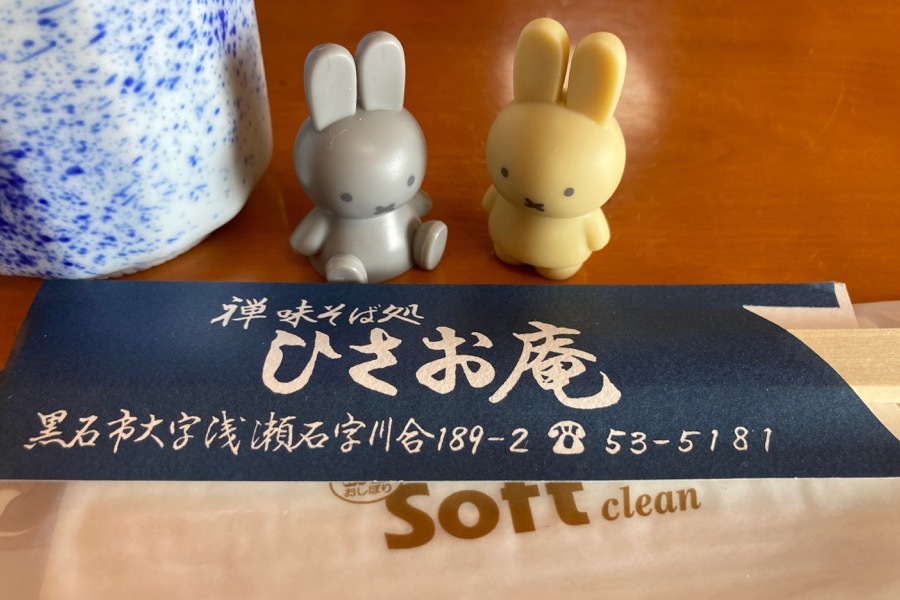 禅味そば処
ひさお庵
黒石市大字浅瀬石字川合189-2 ☎ 53-5181
おしぼり
Soft clean